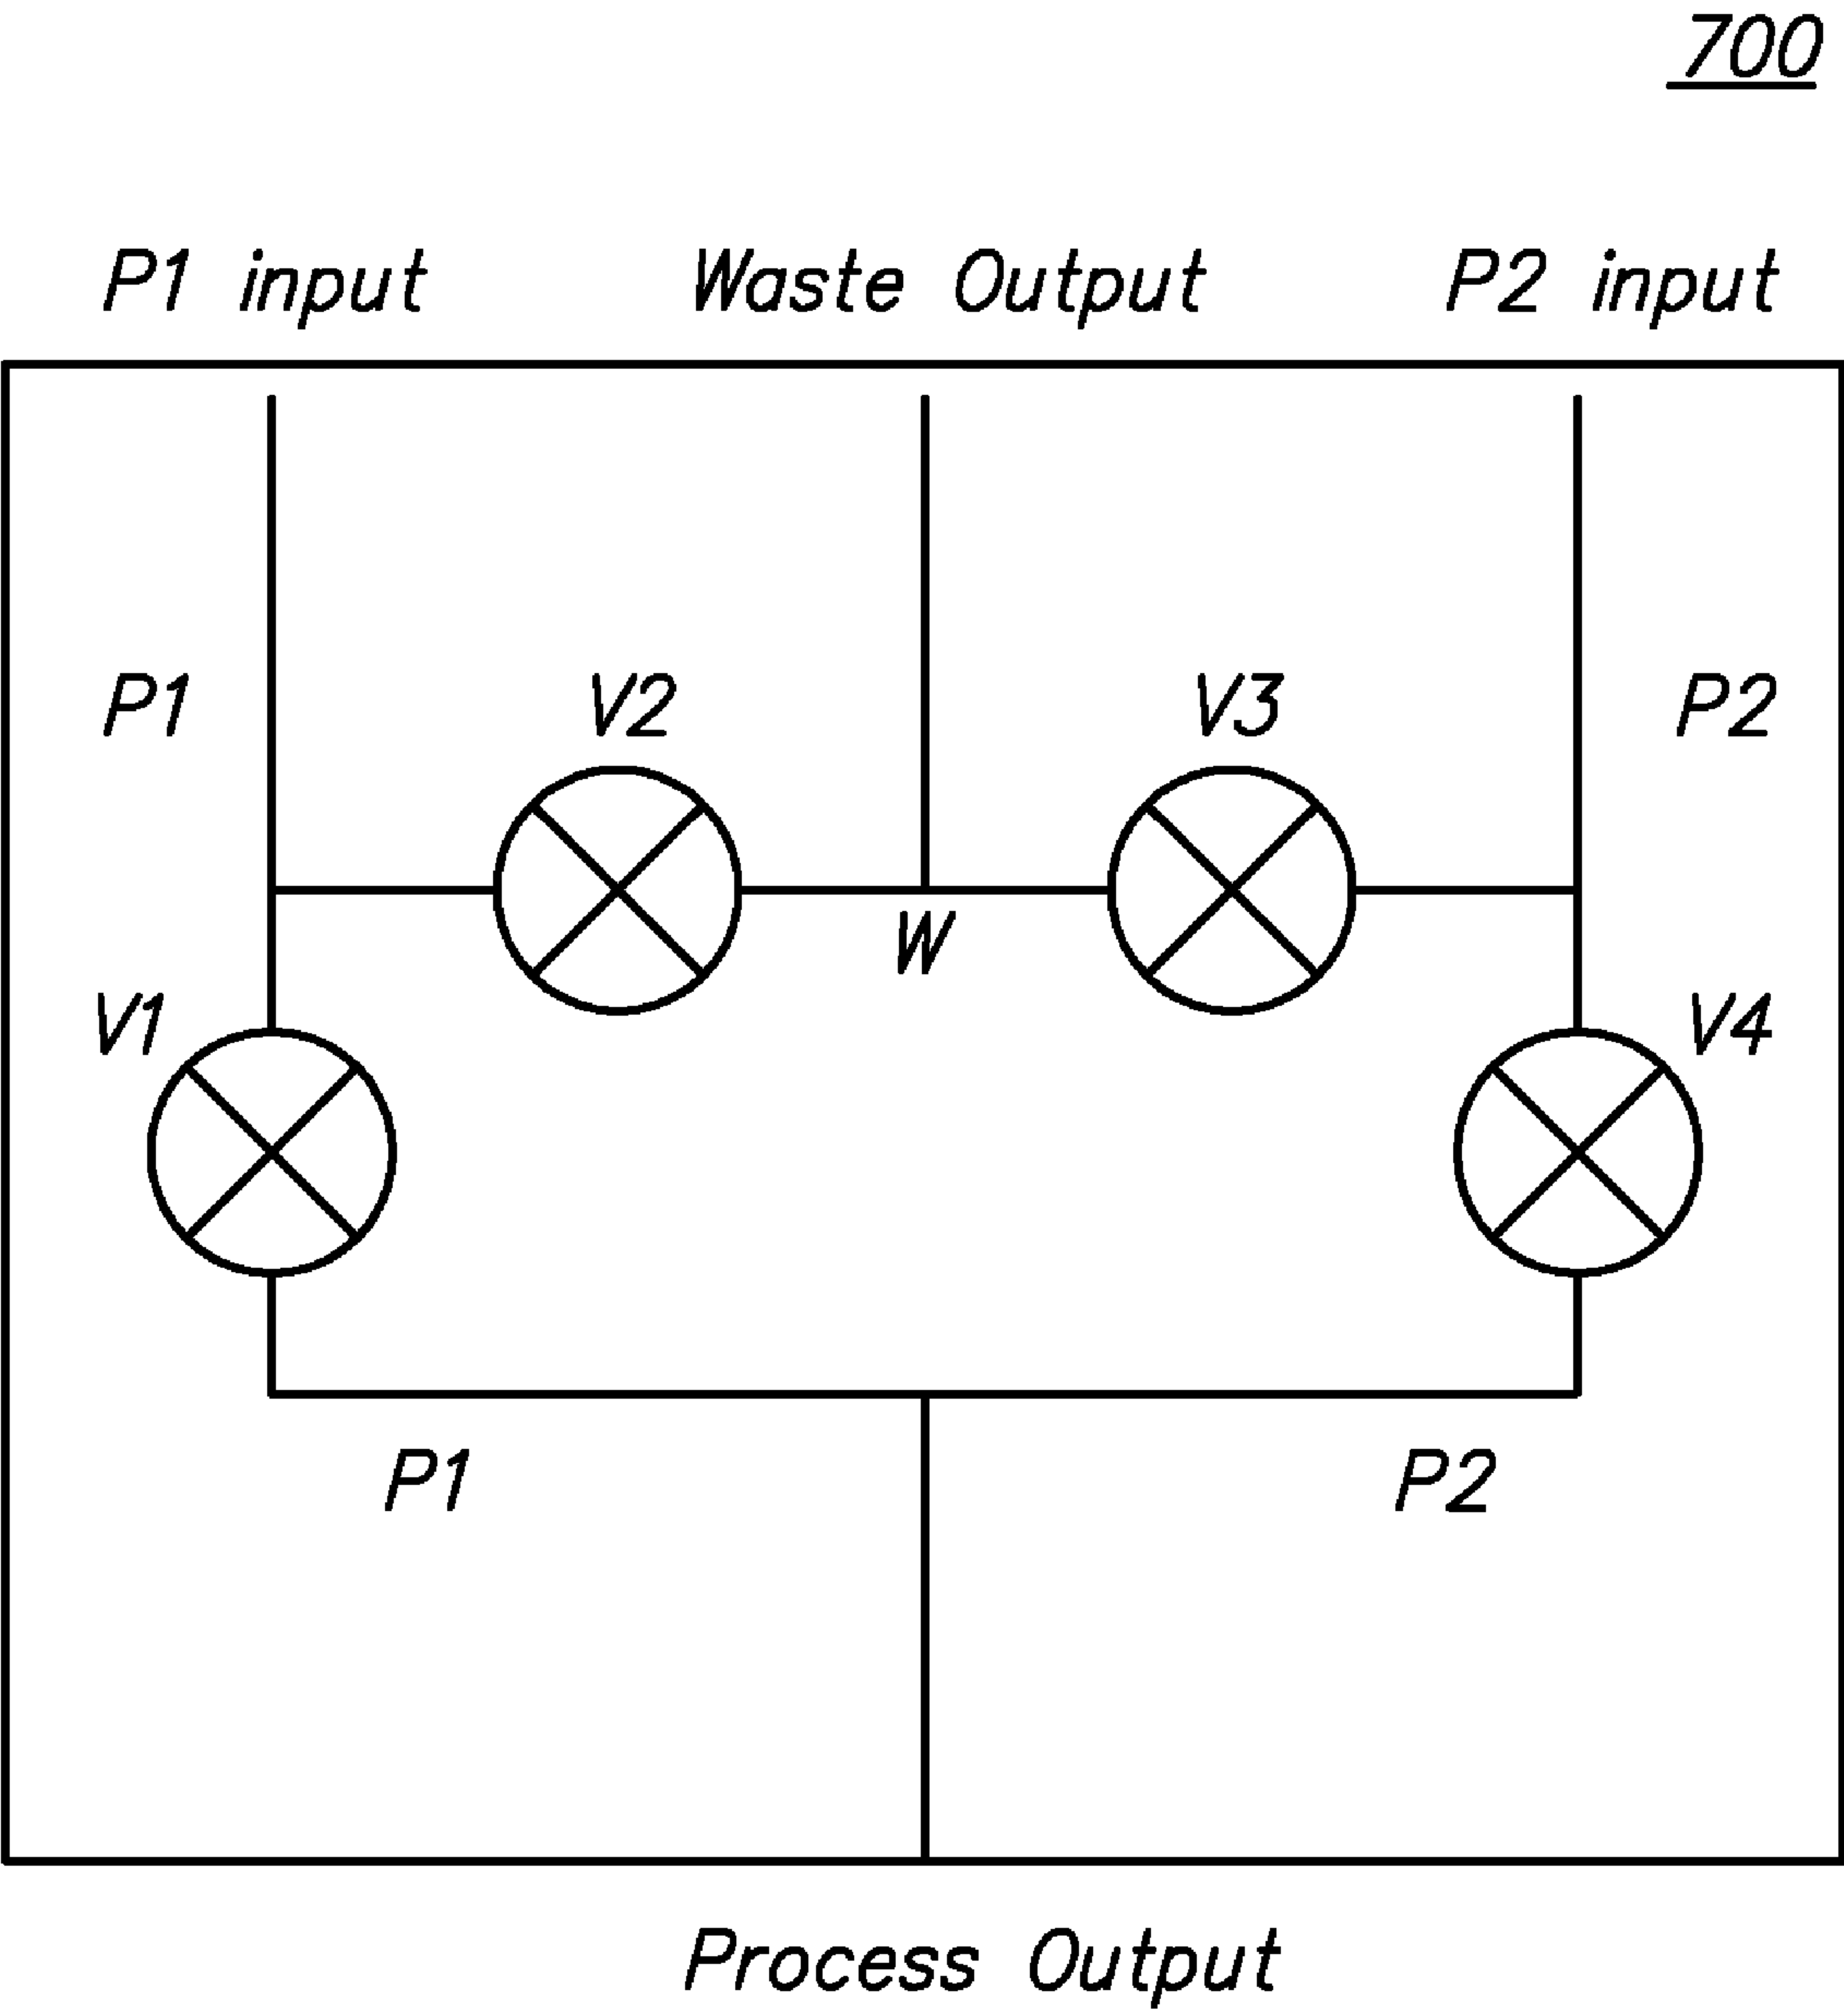 700
P1 input Waste Output P2 input
P1 V2 V3 P2
W
V1 V4
P1 P2
Process Output